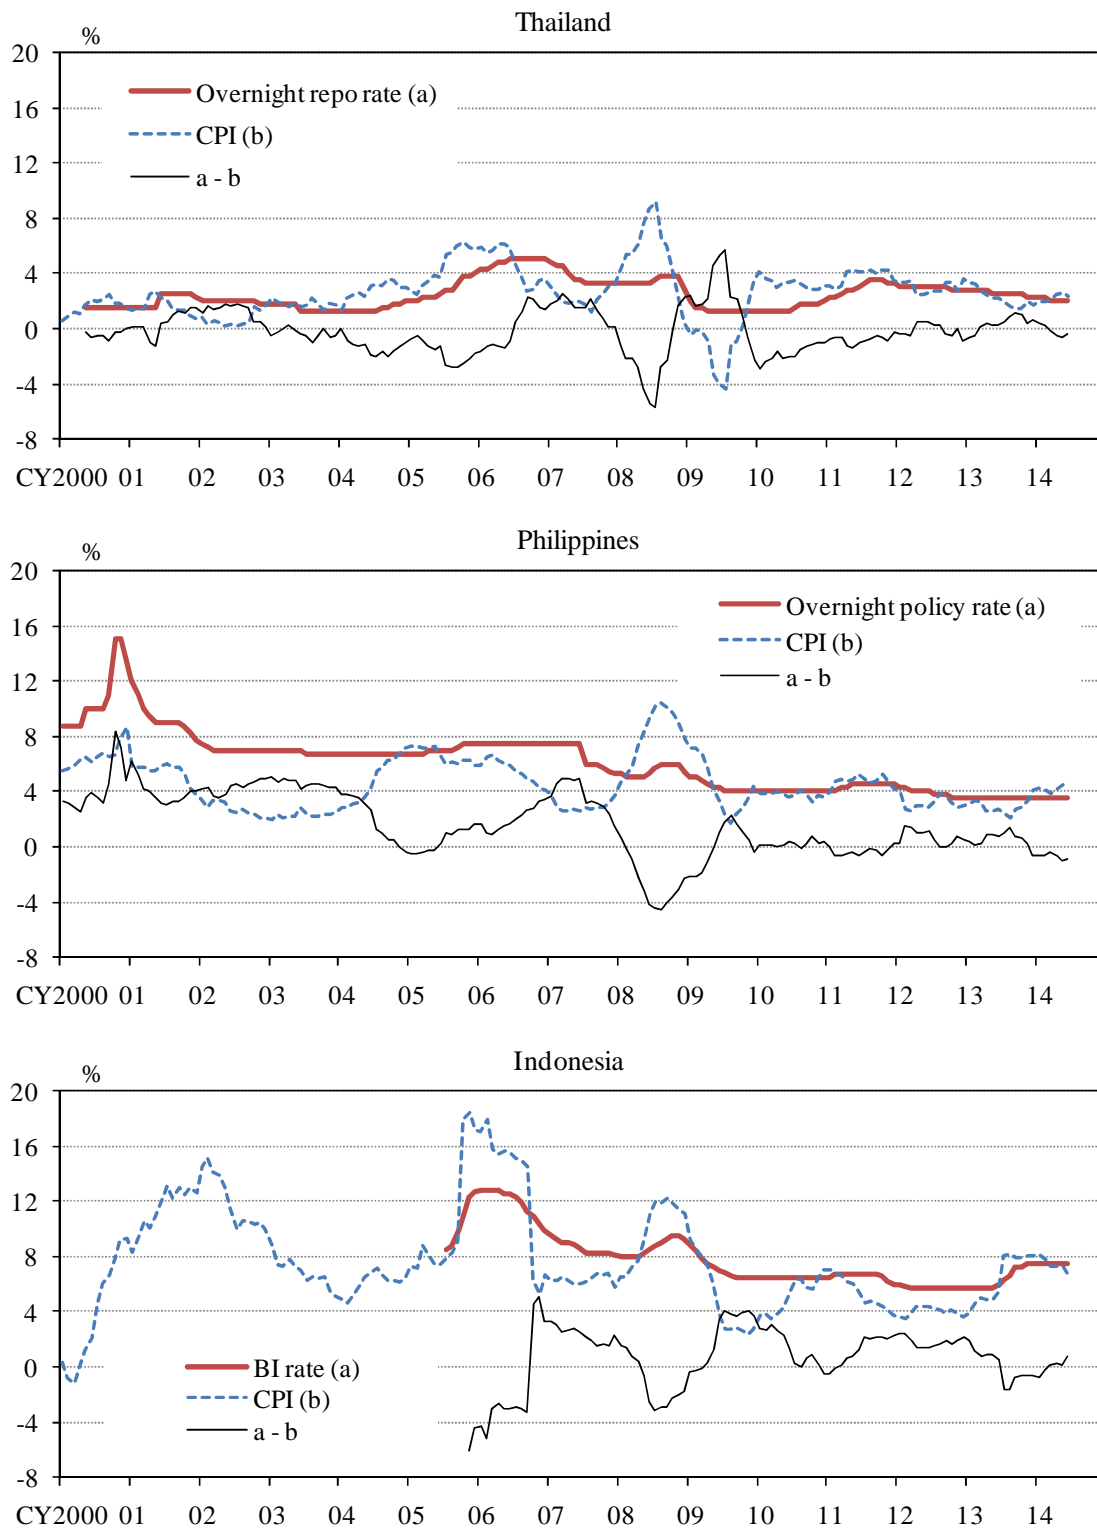 Thailand
%
20
16
12
8
4
0
-4
-8
Overnight repo rate (a)
CPI (b)
a - b
CY2000 01 02 03 04 05 06 07 08 09 10 11 12 13 14
Philippines
%
20
16
12
8
4
0
-4
-8
Overnight policy rate (a)
CPI (b)
a - b
CY2000 01 02 03 04 05 06 07 08 09 10 11 12 13 14
Indonesia
%
20
16
12
8
4
0
-4
-8
BI rate (a)
CPI (b)
a - b
CY2000 01 02 03 04 05 06 07 08 09 10 11 12 13 14